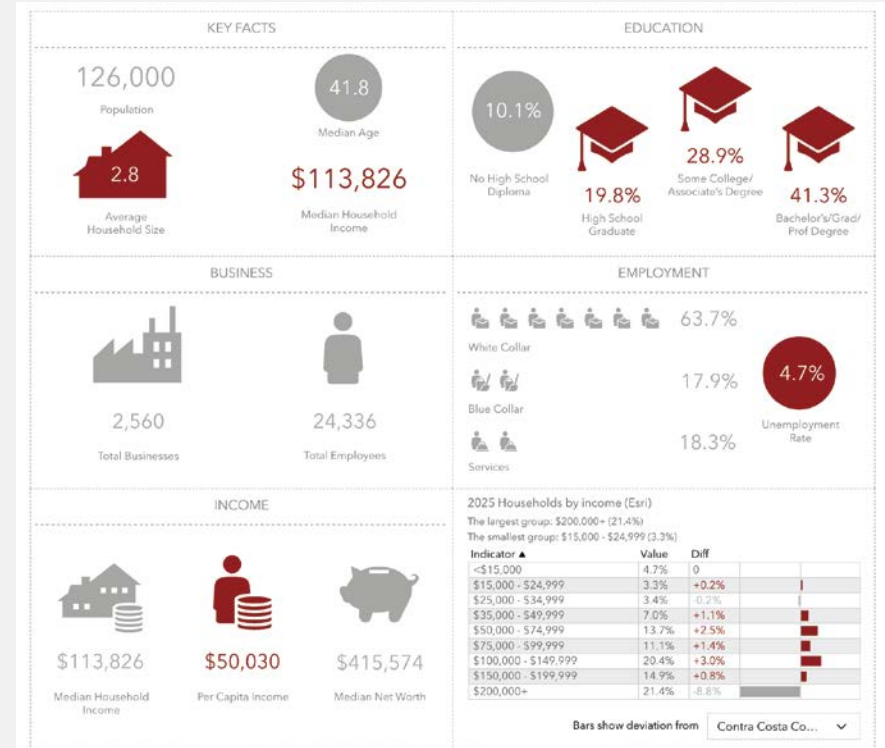 KEY FACTS
126,000
Population
41.8
Median Age
2.8
Average
Household Size
$113,826
Median Household
Income
EDUCATION
10.1%
No High School
Diploma
19.8%
High School
Graduate
28.9%
Some College/
Associate's Degree
41.3%
Bachelor's/Grad/
Prof Degree
BUSINESS
2,560
Total Businesses
24,336
Total Employees
EMPLOYMENT
63.7%
White Collar
17.9%
Blue Collar
18.3%
Services
4.7%
Unemployment
Rate
INCOME
$113,826
Median Household
Income
$50,030
Per Capita Income
$415,574
Median Net Worth
2025 Households by income (Esri)
The largest group: $200,000+ (21.4%)
The smallest group: $15,000 - $24,999 (3.3%)
Indicator ▲ Value Diff
<$15,000 4.7% 0
$15,000 - $24,999 3.3% +0.2%
$25,000 - $34,999 3.4% -0.2%
$35,000 - $49,999 7.0% +1.1%
$50,000 - $74,999 13.7% +2.5%
$75,000 - $99,999 11.1% +1.4%
$100,000 - $149,999 20.4% +3.0%
$150,000 - $199,999 14.9% +0.8%
$200,000+ 21.4% -8.8%
Bars show deviation from Contra Costa Co...